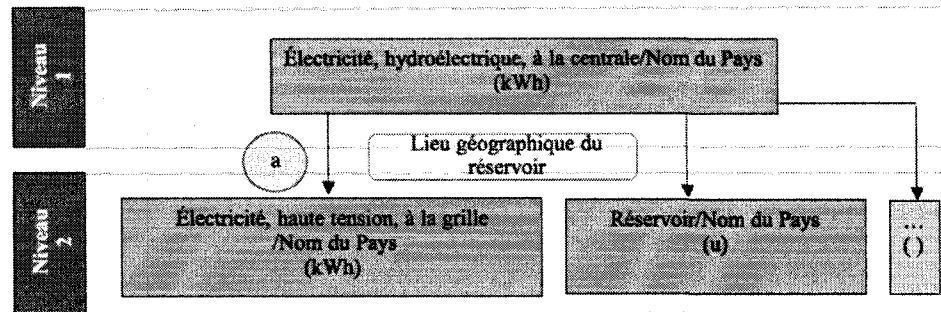 Niveau
1
Électricité, hydroélectrique, à la centrale/Nom du Pays
(kWh)
a
Lieu géographique du
réservoir
Niveau
2
Électricité, haute tension, à la grille
/Nom du Pays
(kWh)
Réservoir/Nom du Pays
(u)
...
( )